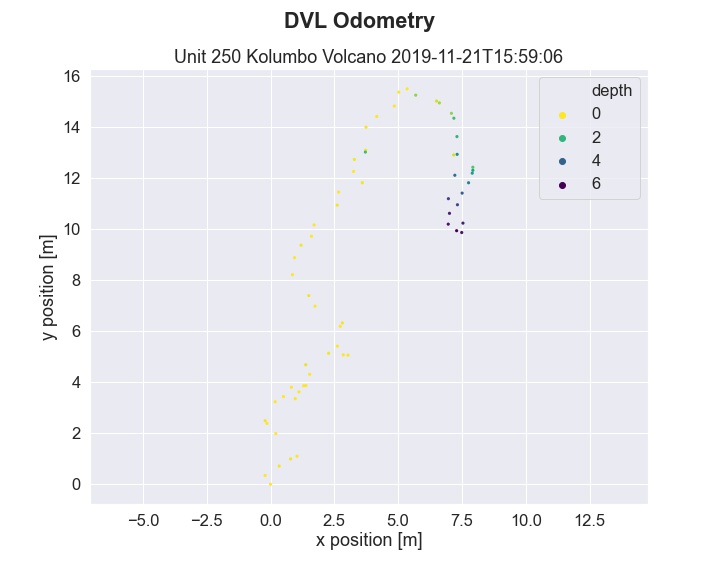 DVL Odometry
Unit 250 Kolumbo Volcano 2019-11-21T15:59:06
16
14
12
10
8
6
4
2
0
y position [m]
depth
0
2
4
6
−5.0 −2.5 0.0 2.5 5.0 7.5 10.0 12.5
x position [m]